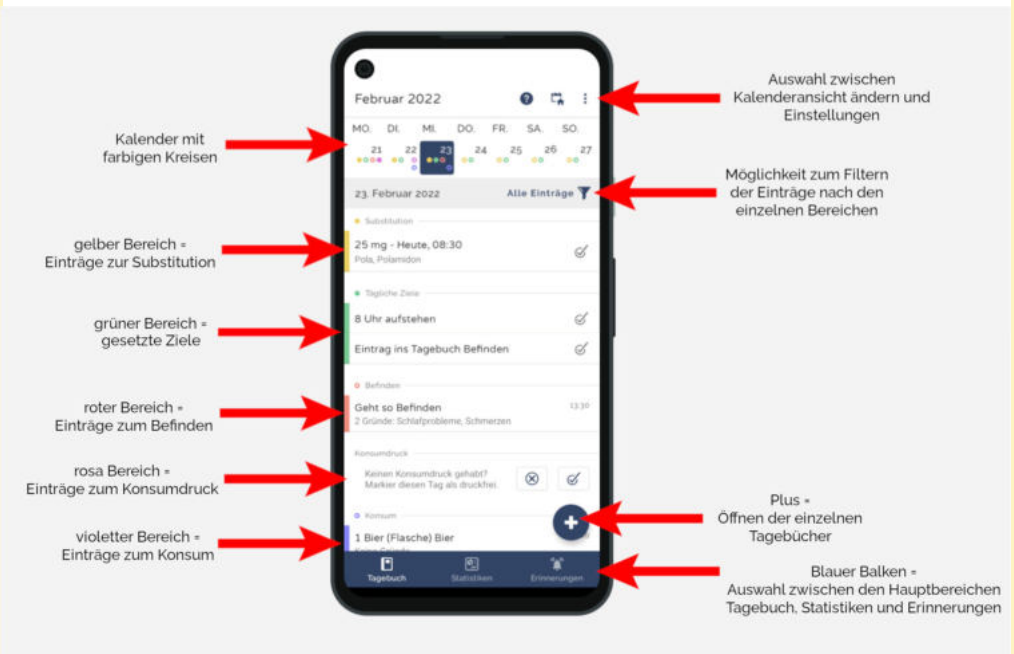 Auswahl zwischen
Kalenderansicht ändern und
Einstellungen
Kalender mit
farbigen Kreisen
Möglichkeit zum Filtern
der Einträge nach den
einzelnen Bereichen
gelber Bereich =
Einträge zur Substitution
grüner Bereich =
gesetzte Ziele
roter Bereich =
Einträge zum Befinden
rosa Bereich =
Einträge zum Konsumdruck
violetter Bereich =
Einträge zum Konsum
Plus =
Öffnen der einzelnen
Tagebücher
Blauer Balken =
Auswahl zwischen den Hauptbereichen
Tagebuch, Statistiken und Erinnerungen
Februar 2022
MO. DI. MI. DO. FR. SA. SO.
21 22 23 24 25 26 27
23. Februar 2022 Alle Einträge
Substitution
25 mg - Heute, 08:30
Pola, Polamidon
Tägliche Ziele
8 Uhr aufstehen
Eintrag ins Tagebuch Befinden
Befinden
Geht so Befinden 13:30
2 Gründe: Schlafprobleme, Schmerzen
Konsumdruck
Keinen Konsumdruck gehabt?
Markier diesen Tag als druckfrei.
Konsum
1 Bier (Flasche) Bier
Tagebuch Statistiken Erinnerungen